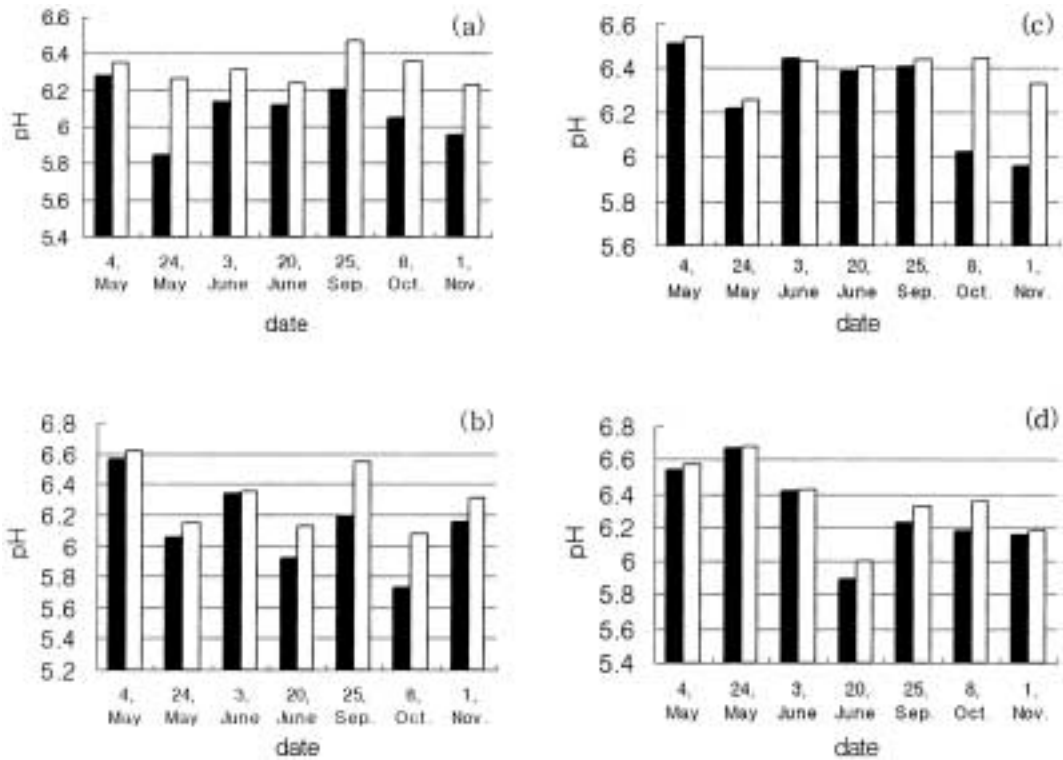 (a)
6.6
6.4
6.2
6
5.8
5.6
5.4
pH
4, 24, 3, 20, 25, 8, 1,
May May June June Sep. Oct. Nov.
date
(c)
6.6
6.4
6.2
6
5.8
5.6
pH
4, 24, 3, 20, 25, 8, 1,
May May June June Sep. Oct. Nov.
date
(b)
6.8
6.6
6.4
6.2
6
5.8
5.6
5.4
5.2
pH
4, 24, 3, 20, 25, 8, 1,
May May June June Sep. Oct. Nov.
date
(d)
6.8
6.6
6.4
6.2
6
5.8
5.6
5.4
pH
4, 24, 3, 20, 25, 8, 1,
May May June June Sep. Oct. Nov.
date